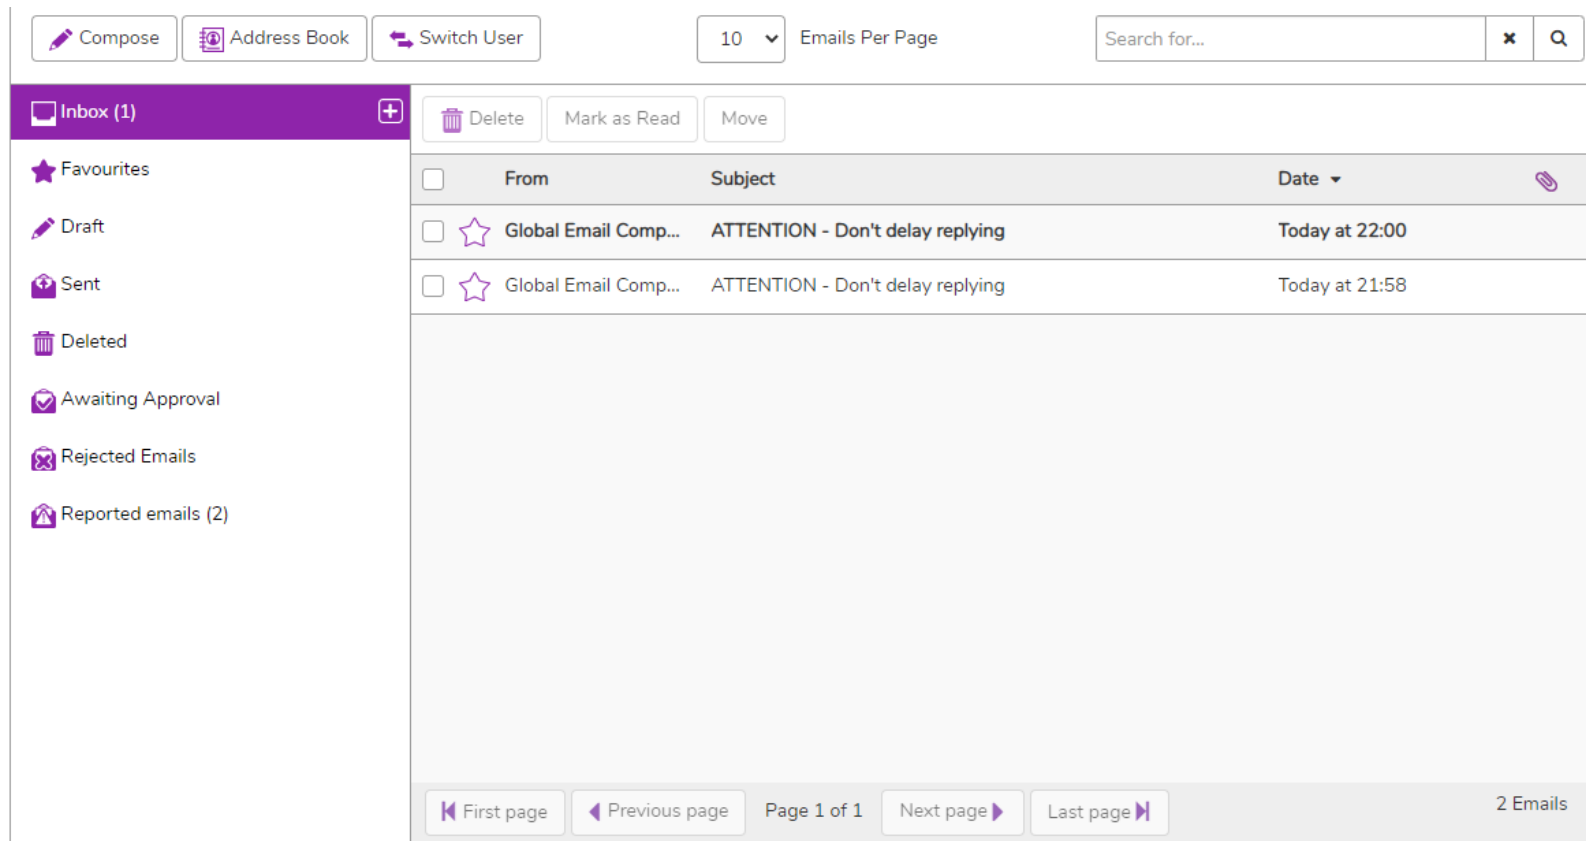 Compose Address Book Switch User 10 Emails Per Page Search for...
Inbox (1)
Delete Mark as Read Move
Favourites
From Subject Date
Draft
Global Email Comp... ATTENTION - Don't delay replying Today at 22:00
Sent
Global Email Comp... ATTENTION - Don't delay replying Today at 21:58
Deleted
Awaiting Approval
Rejected Emails
Reported emails (2)
First page Previous page Page 1 of 1 Next page Last page 2 Emails